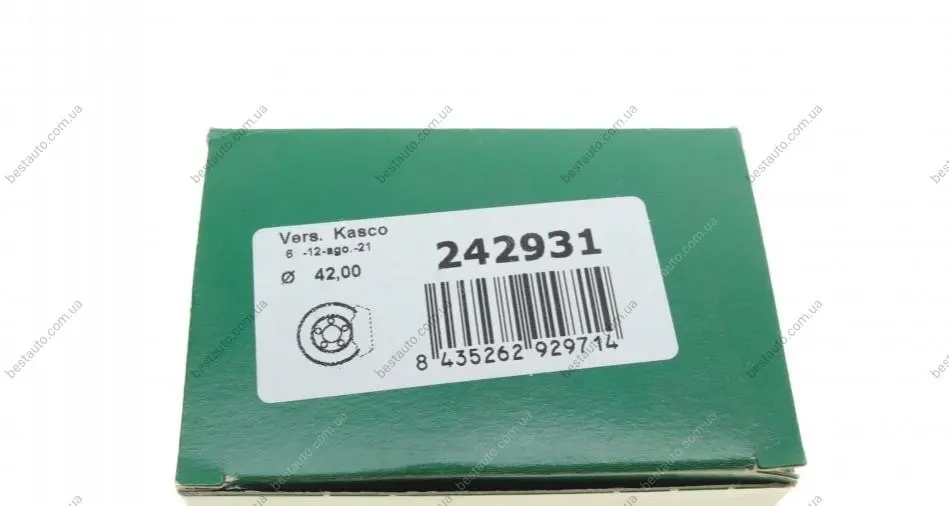 Vers. Kasco
6 -12-ago.-21
Ø 42,00
242931
8 435262 929714
bestauto.com.ua